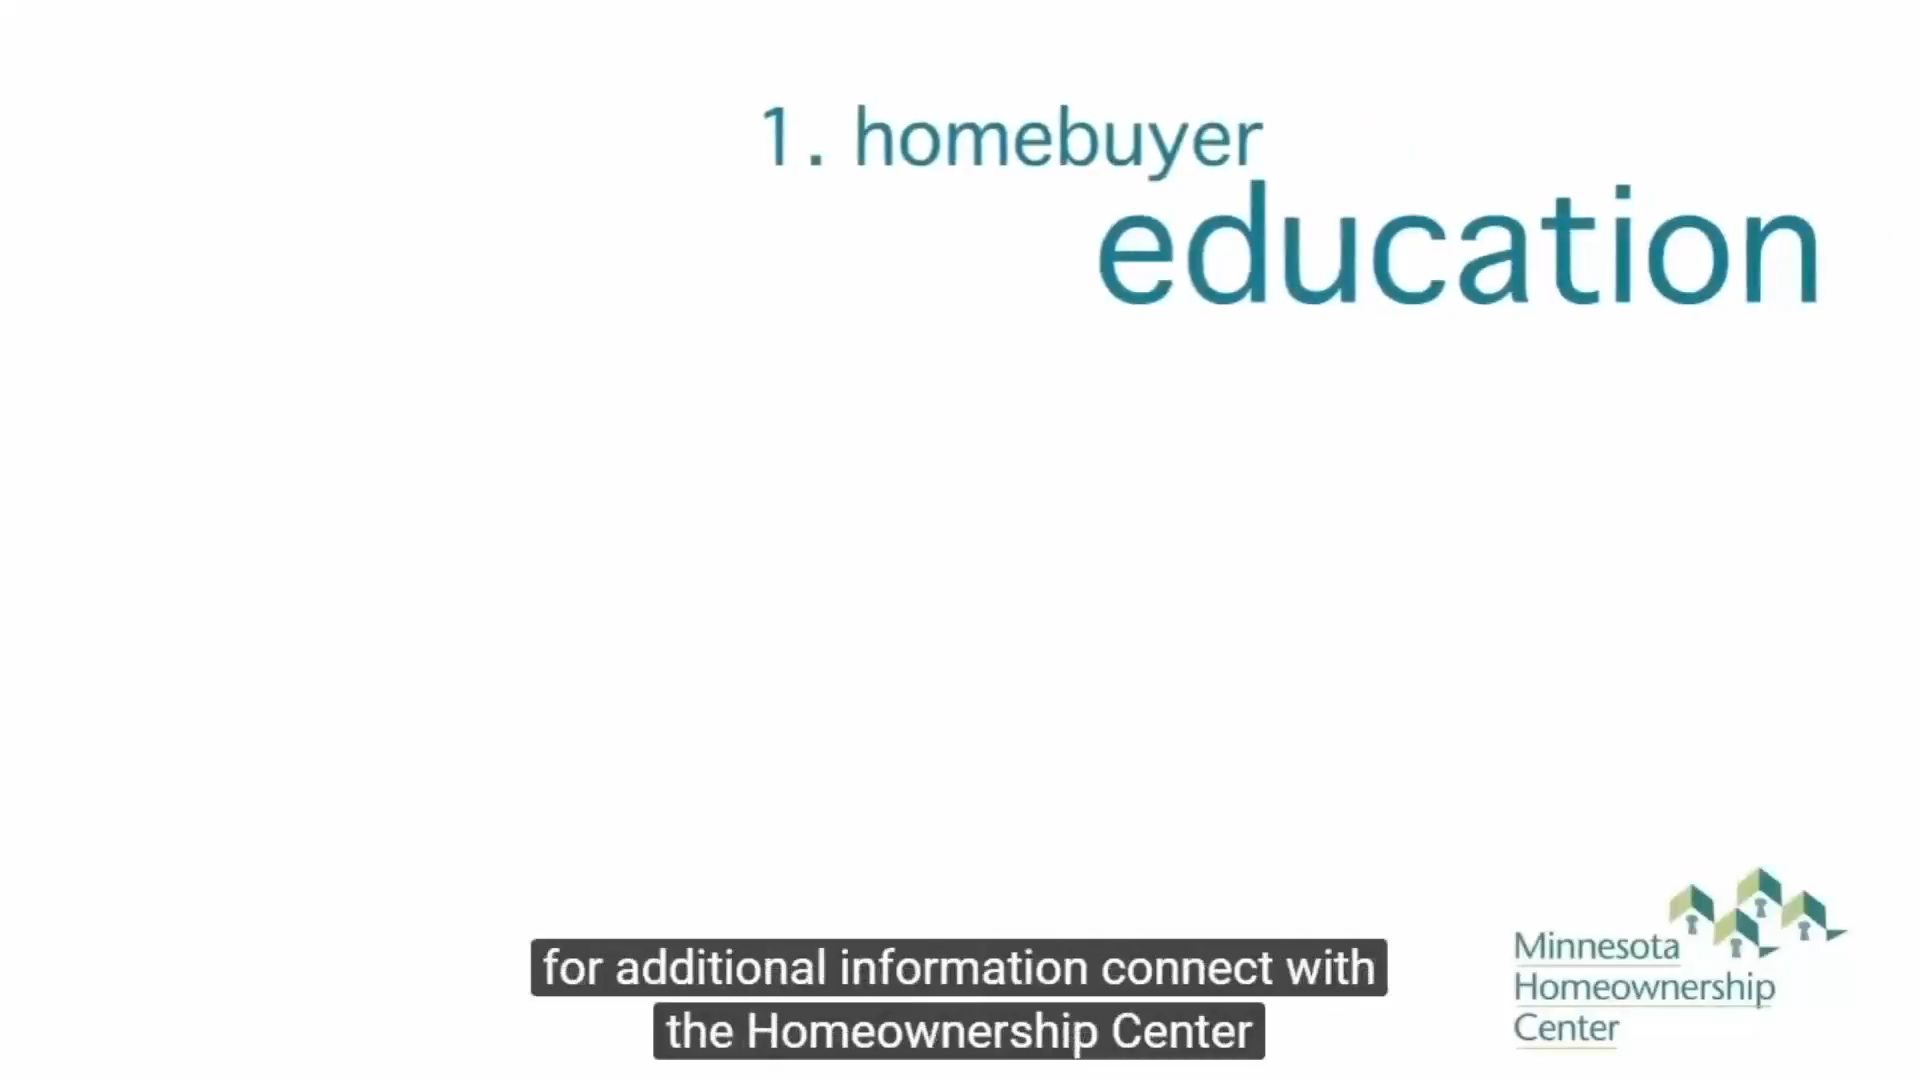 1. homebuyer
education
for additional information connect with
the Homeownership Center
Minnesota
Homeownership
Center